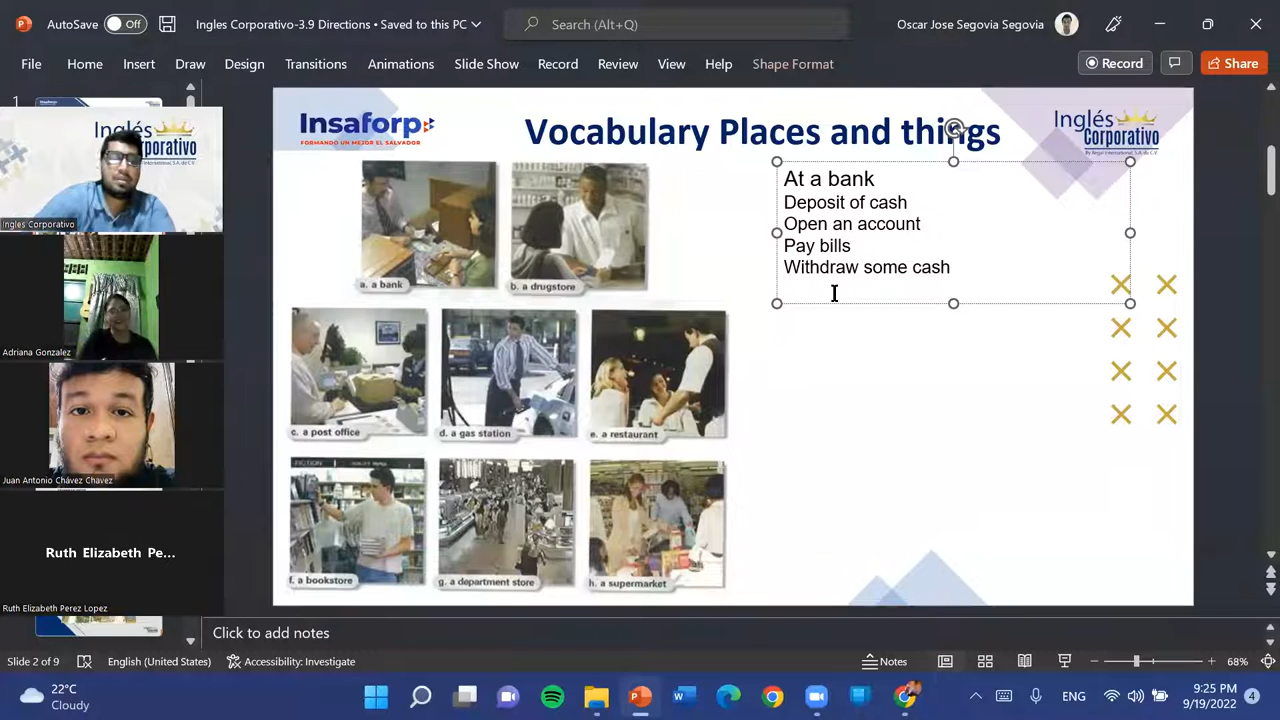 AutoSave Off Ingles Corporativo-3.9 Directions • Saved to this PC Search (Alt+Q) Oscar Jose Segovia Segovia
File Home Insert Draw Design Transitions Animations Slide Show Record Review View Help Shape Format Record Share
1
Inglés
Corporativo
Ingles Corporativo
Adriana Gonzalez
Juan Antonio Chávez Chavez
Ruth Elizabeth Pe...
Ruth Elizabeth Perez Lopez
Insaforp
FORMANDO UN MEJOR EL SALVADOR
Vocabulary Places and things
Inglés
Corporativo
At a bank
Deposit of cash
Open an account
Pay bills
Withdraw some cash
a. a bank
b. a drugstore
c. a post office
d. a gas station
e. a restaurant
FICTION
f. a bookstore
g. a department store
h. a supermarket
Click to add notes
Slide 2 of 9 English (United States) Accessibility: Investigate Notes 68%
22°C
Cloudy
ENG
9:25 PM
9/19/2022
4